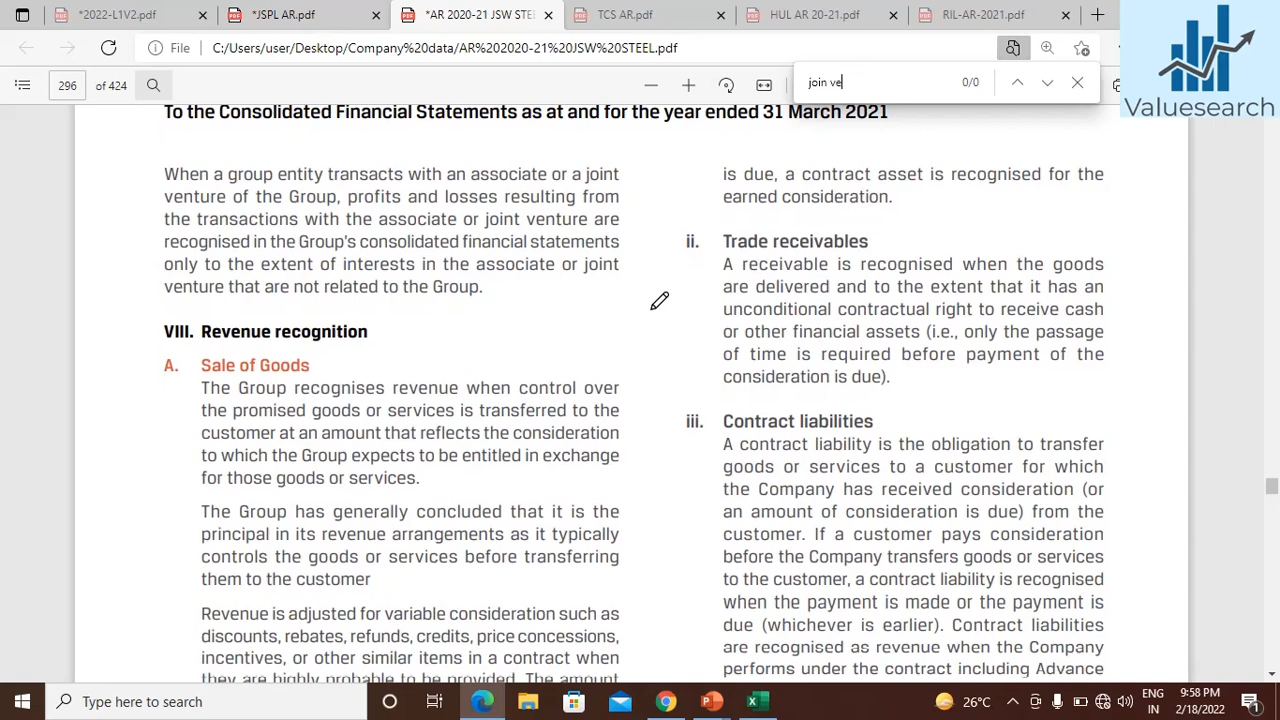 *2022-L1V2.pdf
*JSPL AR.pdf
*AR 2020-21 JSW STEE
TCS AR.pdf
HUL AR 20-21.pdf
RIL-AR-2021.pdf
File
C:/Users/user/Desktop/Company%20data/AR%202020-21%20JSW%20STEEL.pdf
296
of 424
join ve
0/0
Valuesearch
To the Consolidated Financial Statements as at and for the year ended 31 March 2021
When a group entity transacts with an associate or a joint
venture of the Group, profits and losses resulting from
the transactions with the associate or joint venture are
recognised in the Group's consolidated financial statements
only to the extent of interests in the associate or joint
venture that are not related to the Group.
VIII. Revenue recognition
A. Sale of Goods
The Group recognises revenue when control over
the promised goods or services is transferred to the
customer at an amount that reflects the consideration
to which the Group expects to be entitled in exchange
for those goods or services.
The Group has generally concluded that it is the
principal in its revenue arrangements as it typically
controls the goods or services before transferring
them to the customer
Revenue is adjusted for variable consideration such as
discounts, rebates, refunds, credits, price concessions,
incentives, or other similar items in a contract when
they are highly probable to be provided. The amount
is due, a contract asset is recognised for the
earned consideration.
ii. Trade receivables
A receivable is recognised when the goods
are delivered and to the extent that it has an
unconditional contractual right to receive cash
or other financial assets (i.e., only the passage
of time is required before payment of the
consideration is due).
iii. Contract liabilities
A contract liability is the obligation to transfer
goods or services to a customer for which
the Company has received consideration (or
an amount of consideration is due) from the
customer. If a customer pays consideration
before the Company transfers goods or services
to the customer, a contract liability is recognised
when the payment is made or the payment is
due (whichever is earlier). Contract liabilities
are recognised as revenue when the Company
performs under the contract including Advance
Type here to search
26°C
ENG
IN
9:58 PM
2/18/2022
1